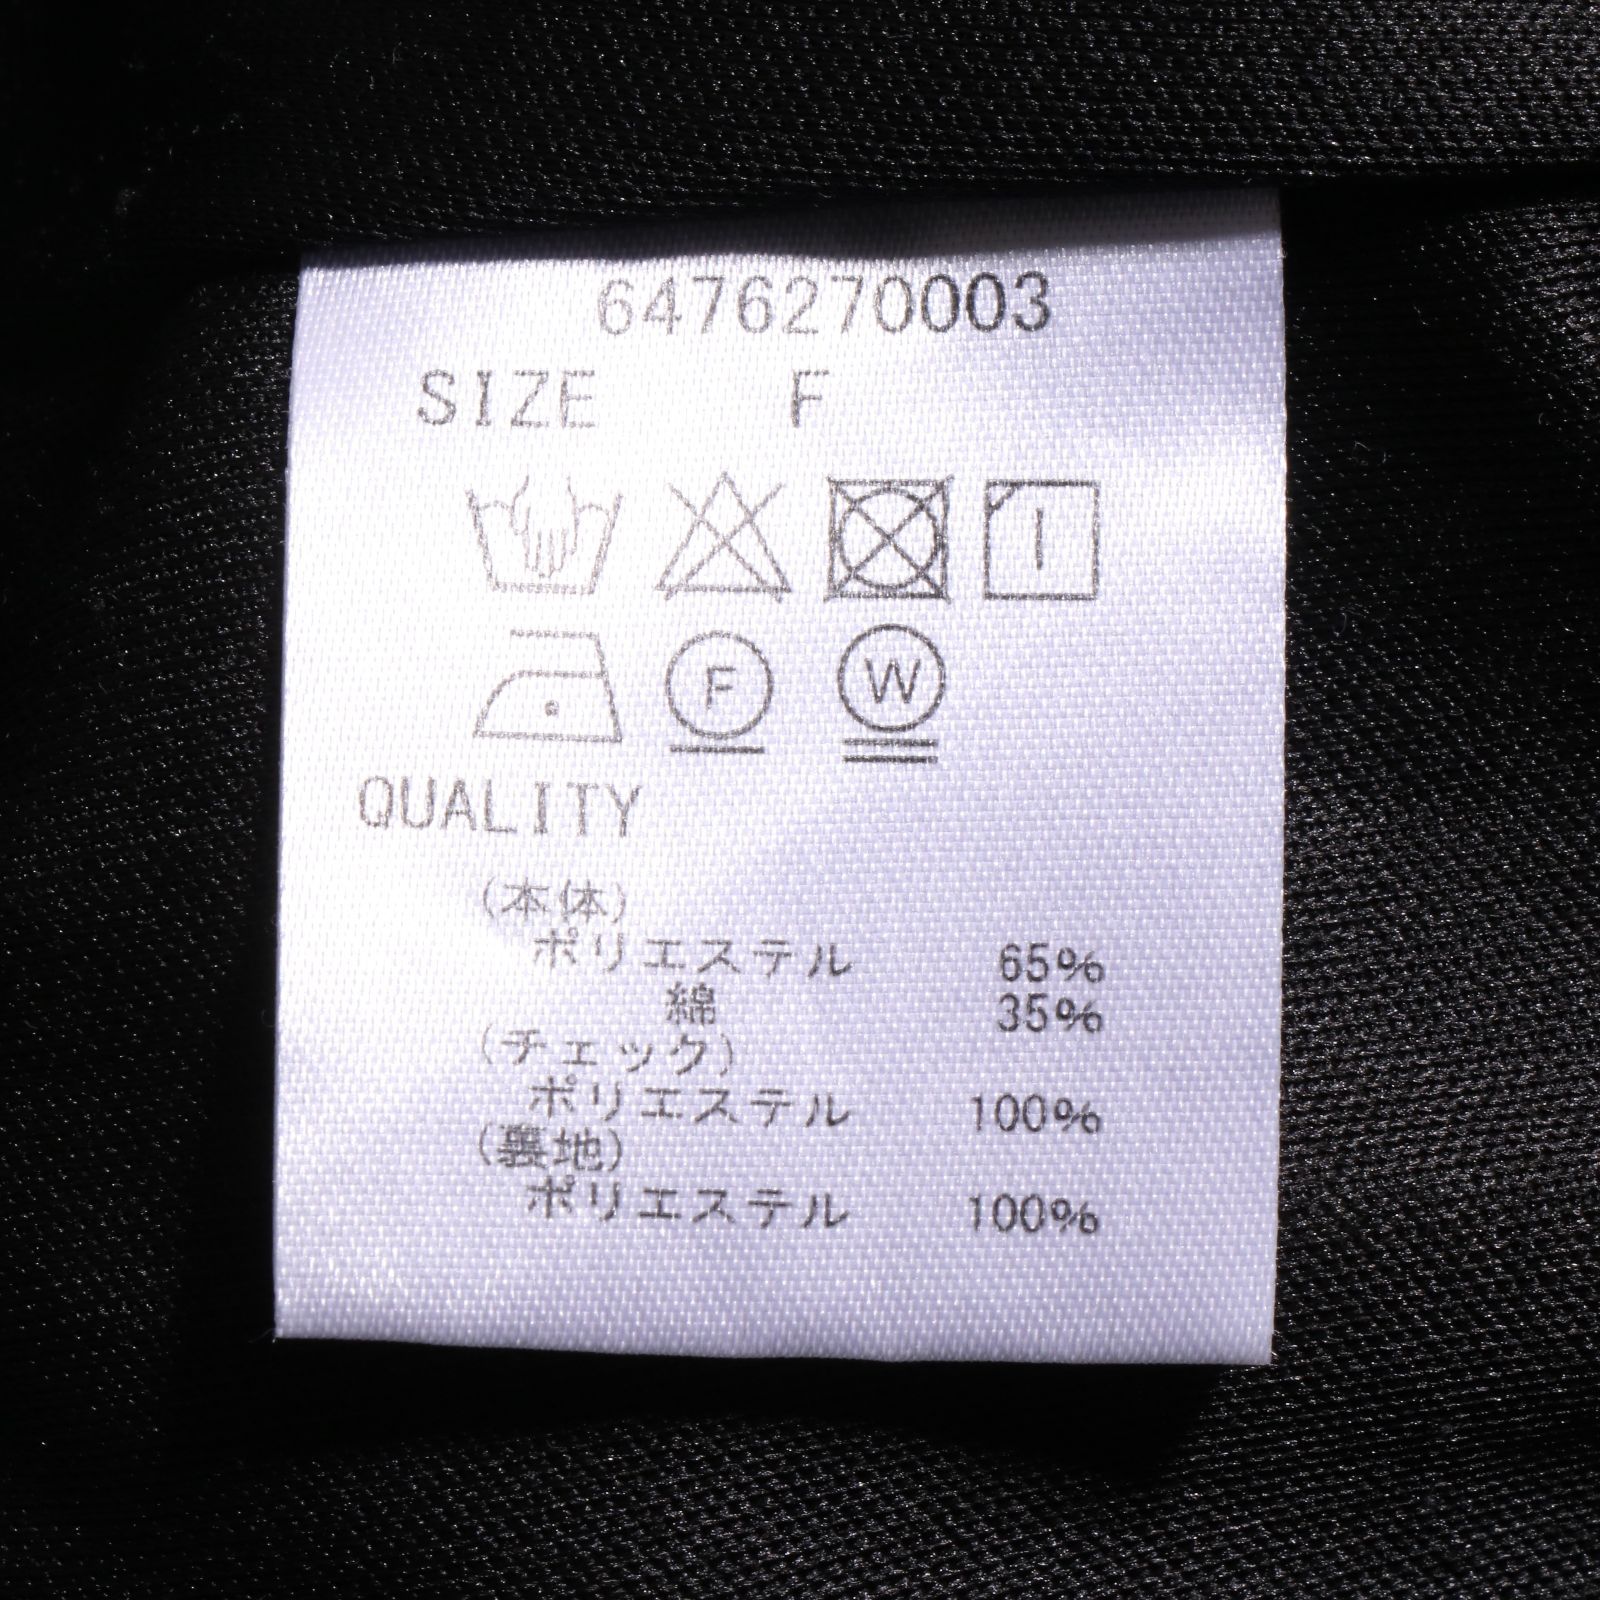 6476270003
SIZE F
F W
QUALITY
(本体)
ポリエステル 65%
綿 35%
(チェック)
ポリエステル 100%
(裏地)
ポリエステル 100%